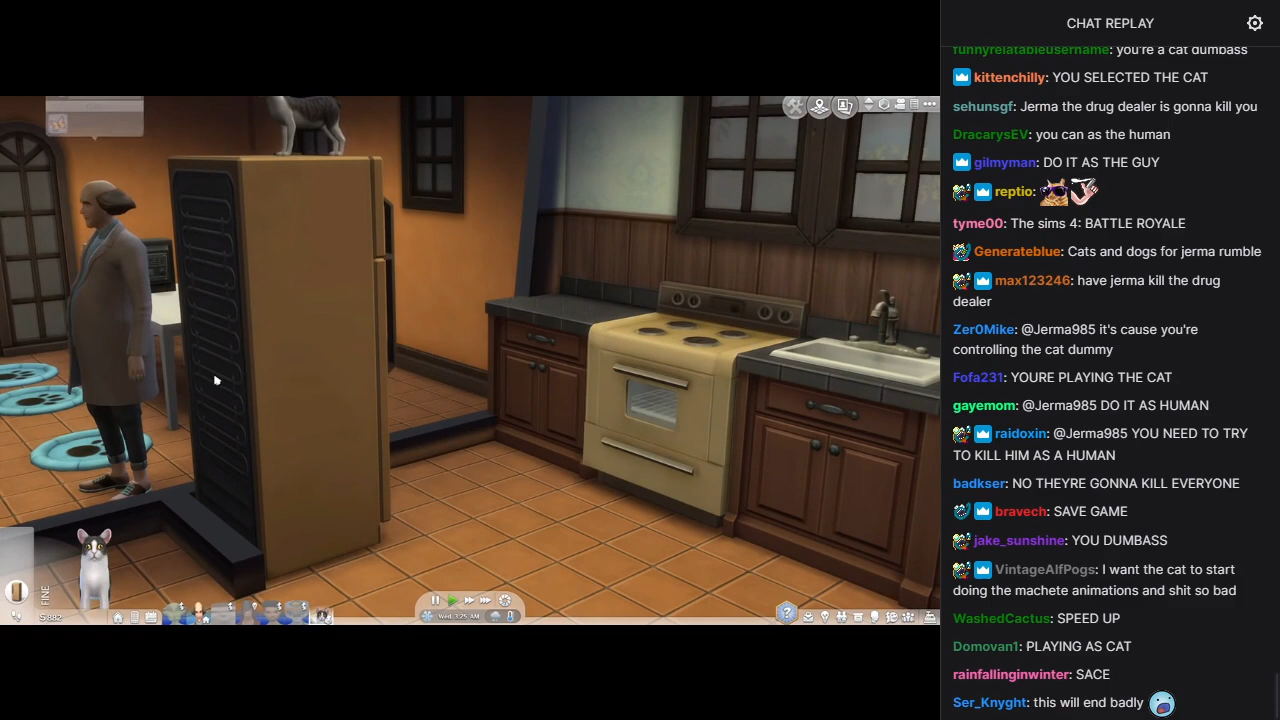 CHAT REPLAY
funnyrelatableusername: you're a cat dumbass
kittenchilly: YOU SELECTED THE CAT
sehunsgf: Jerma the drug dealer is gonna kill you
DracarysEV: you can as the human
gilmyman: DO IT AS THE GUY
reptio:
tyme00: The sims 4: BATTLE ROYALE
Generateblue: Cats and dogs for jerma rumble
max123246: have jerma kill the drug
dealer
Zer0Mike: @Jerma985 it's cause you're
controlling the cat dummy
Fofa231: YOURE PLAYING THE CAT
gayemom: @Jerma985 DO IT AS HUMAN
raidoxin: @Jerma985 YOU NEED TO TRY
TO KILL HIM AS A HUMAN
badkser: NO THEYRE GONNA KILL EVERYONE
bravech: SAVE GAME
jake_sunshine: YOU DUMBASS
VintageAlfPogs: I want the cat to start
doing the machete animations and shit so bad
WashedCactus: SPEED UP
Domovan1: PLAYING AS CAT
rainfallinginwinter: SACE
Ser_Knyght: this will end badly
FINE
Wed. 3:25 AM